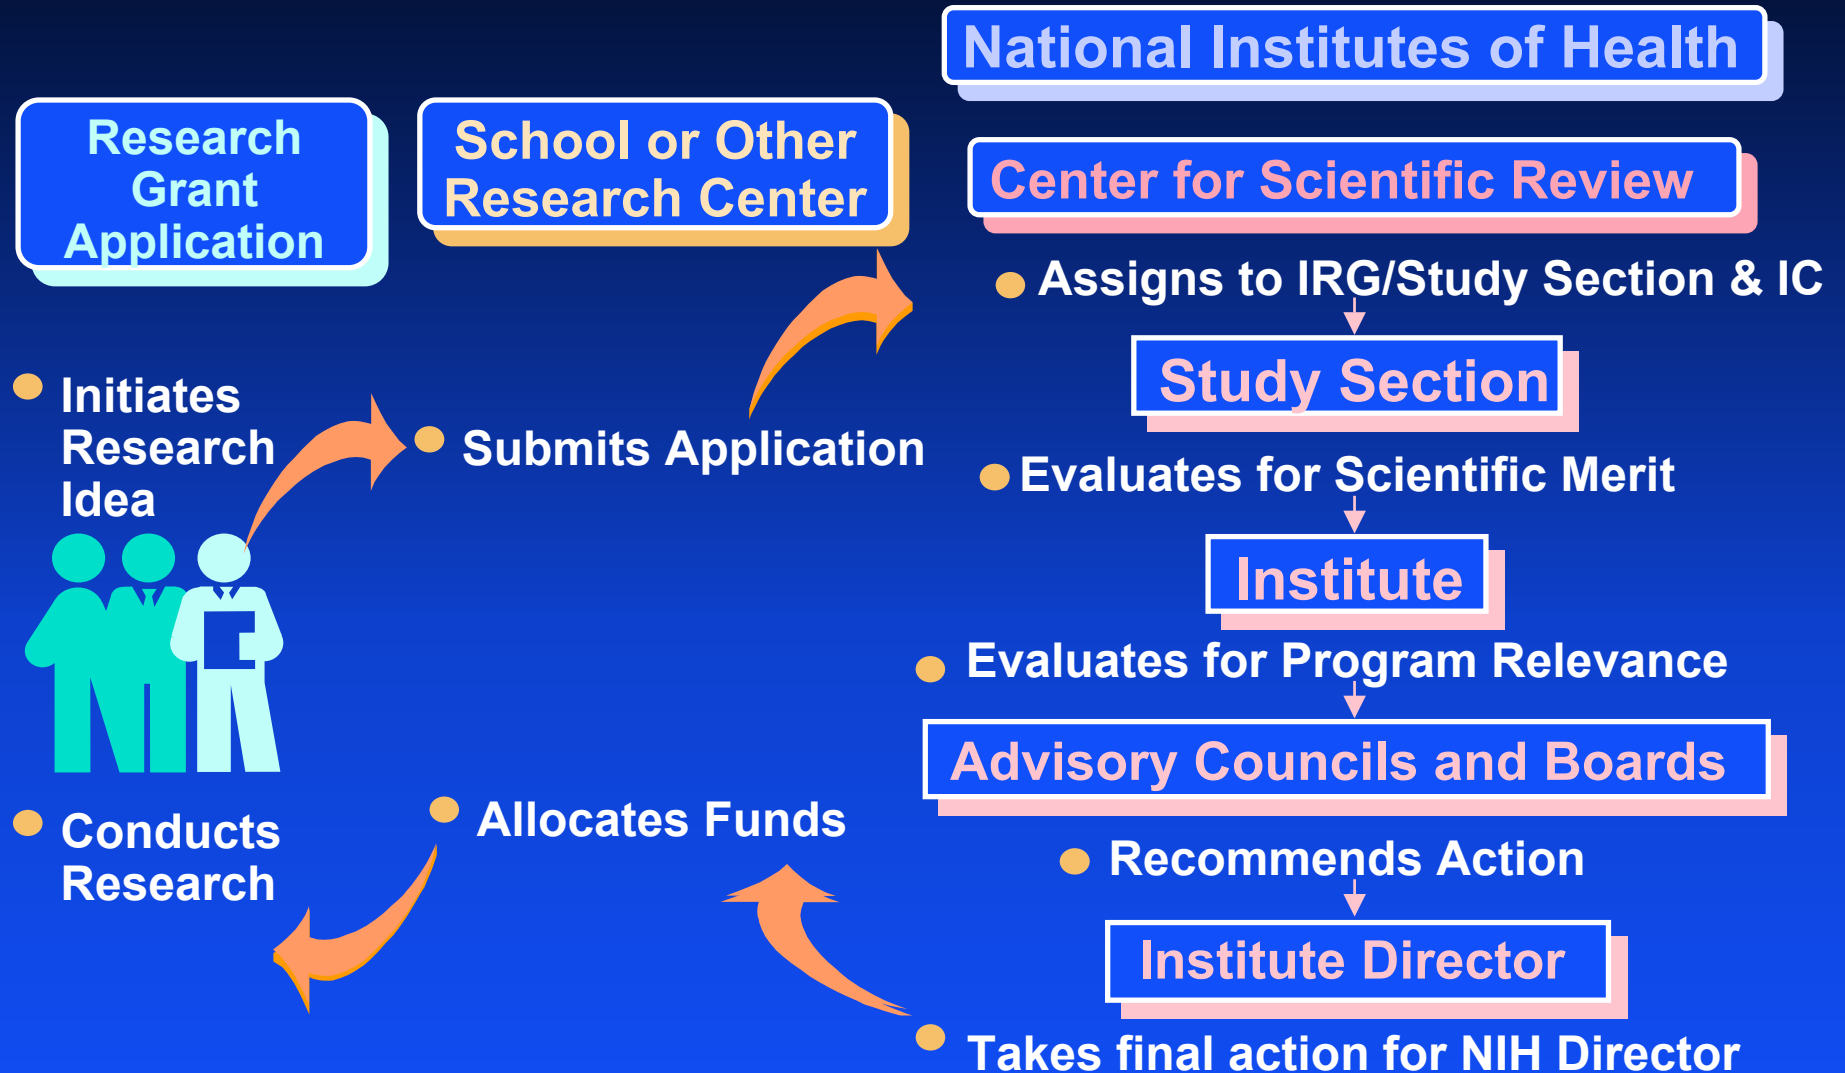 National Institutes of Health
Research
Grant
Application
School or Other
Research Center
Center for Scientific Review
Assigns to IRG/Study Section & IC
Study Section
Initiates
Research
Idea
Submits Application
Evaluates for Scientific Merit
Institute
Evaluates for Program Relevance
Advisory Councils and Boards
Conducts
Research
Allocates Funds
Recommends Action
Institute Director
Takes final action for NIH Director